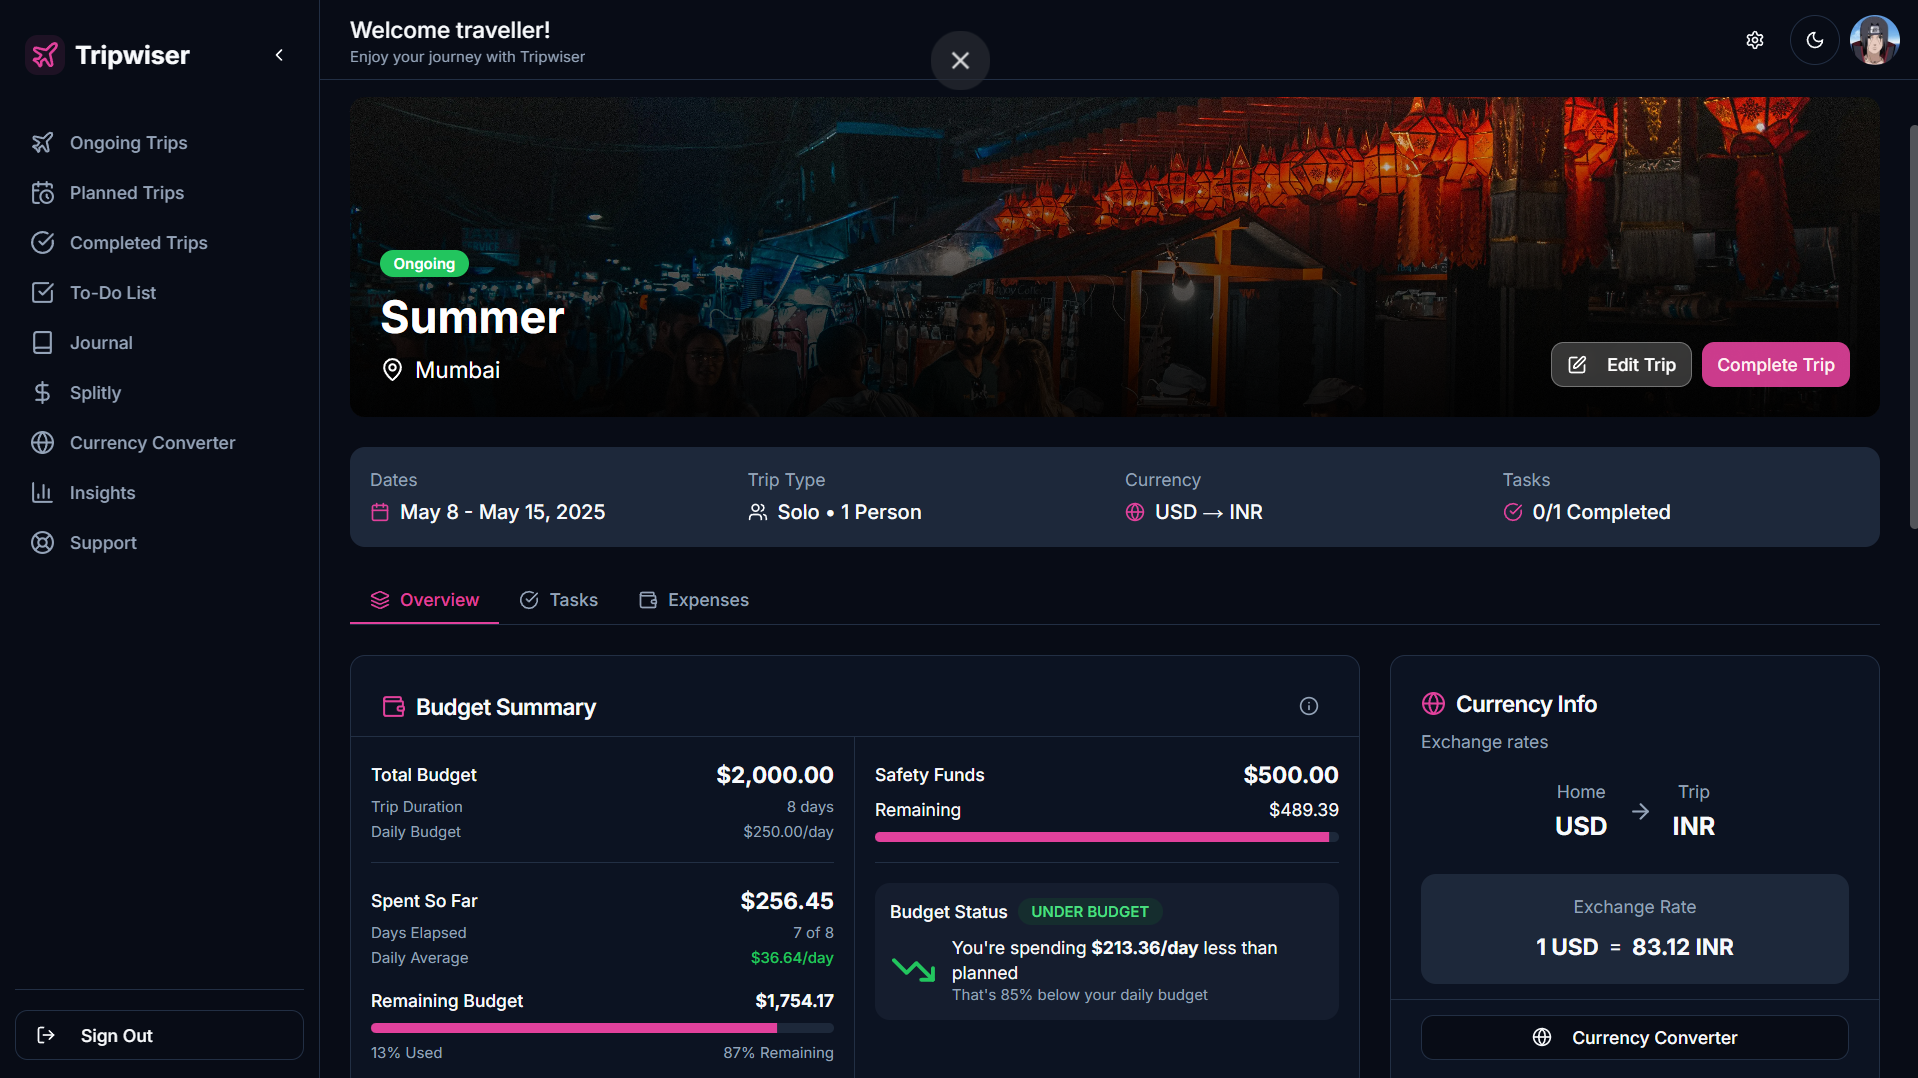 Tripwiser
Ongoing Trips
Planned Trips
Completed Trips
To-Do List
Journal
Splitly
Currency Converter
Insights
Support
Sign Out
Welcome traveller!
Enjoy your journey with Tripwiser
Ongoing
Summer
Mumbai
Edit Trip
Complete Trip
Dates
May 8 - May 15, 2025
Trip Type
Solo • 1 Person
Currency
USD → INR
Tasks
0/1 Completed
Overview
Tasks
Expenses
Budget Summary
Total Budget $2,000.00
Trip Duration 8 days
Daily Budget $250.00/day
Spent So Far $256.45
Days Elapsed 7 of 8
Daily Average $36.64/day
Remaining Budget $1,754.17
13% Used 87% Remaining
Safety Funds $500.00
Remaining $489.39
Budget Status UNDER BUDGET
You're spending $213.36/day less than
planned
That's 85% below your daily budget
Currency Info
Exchange rates
Home Trip
USD → INR
Exchange Rate
1 USD = 83.12 INR
Currency Converter